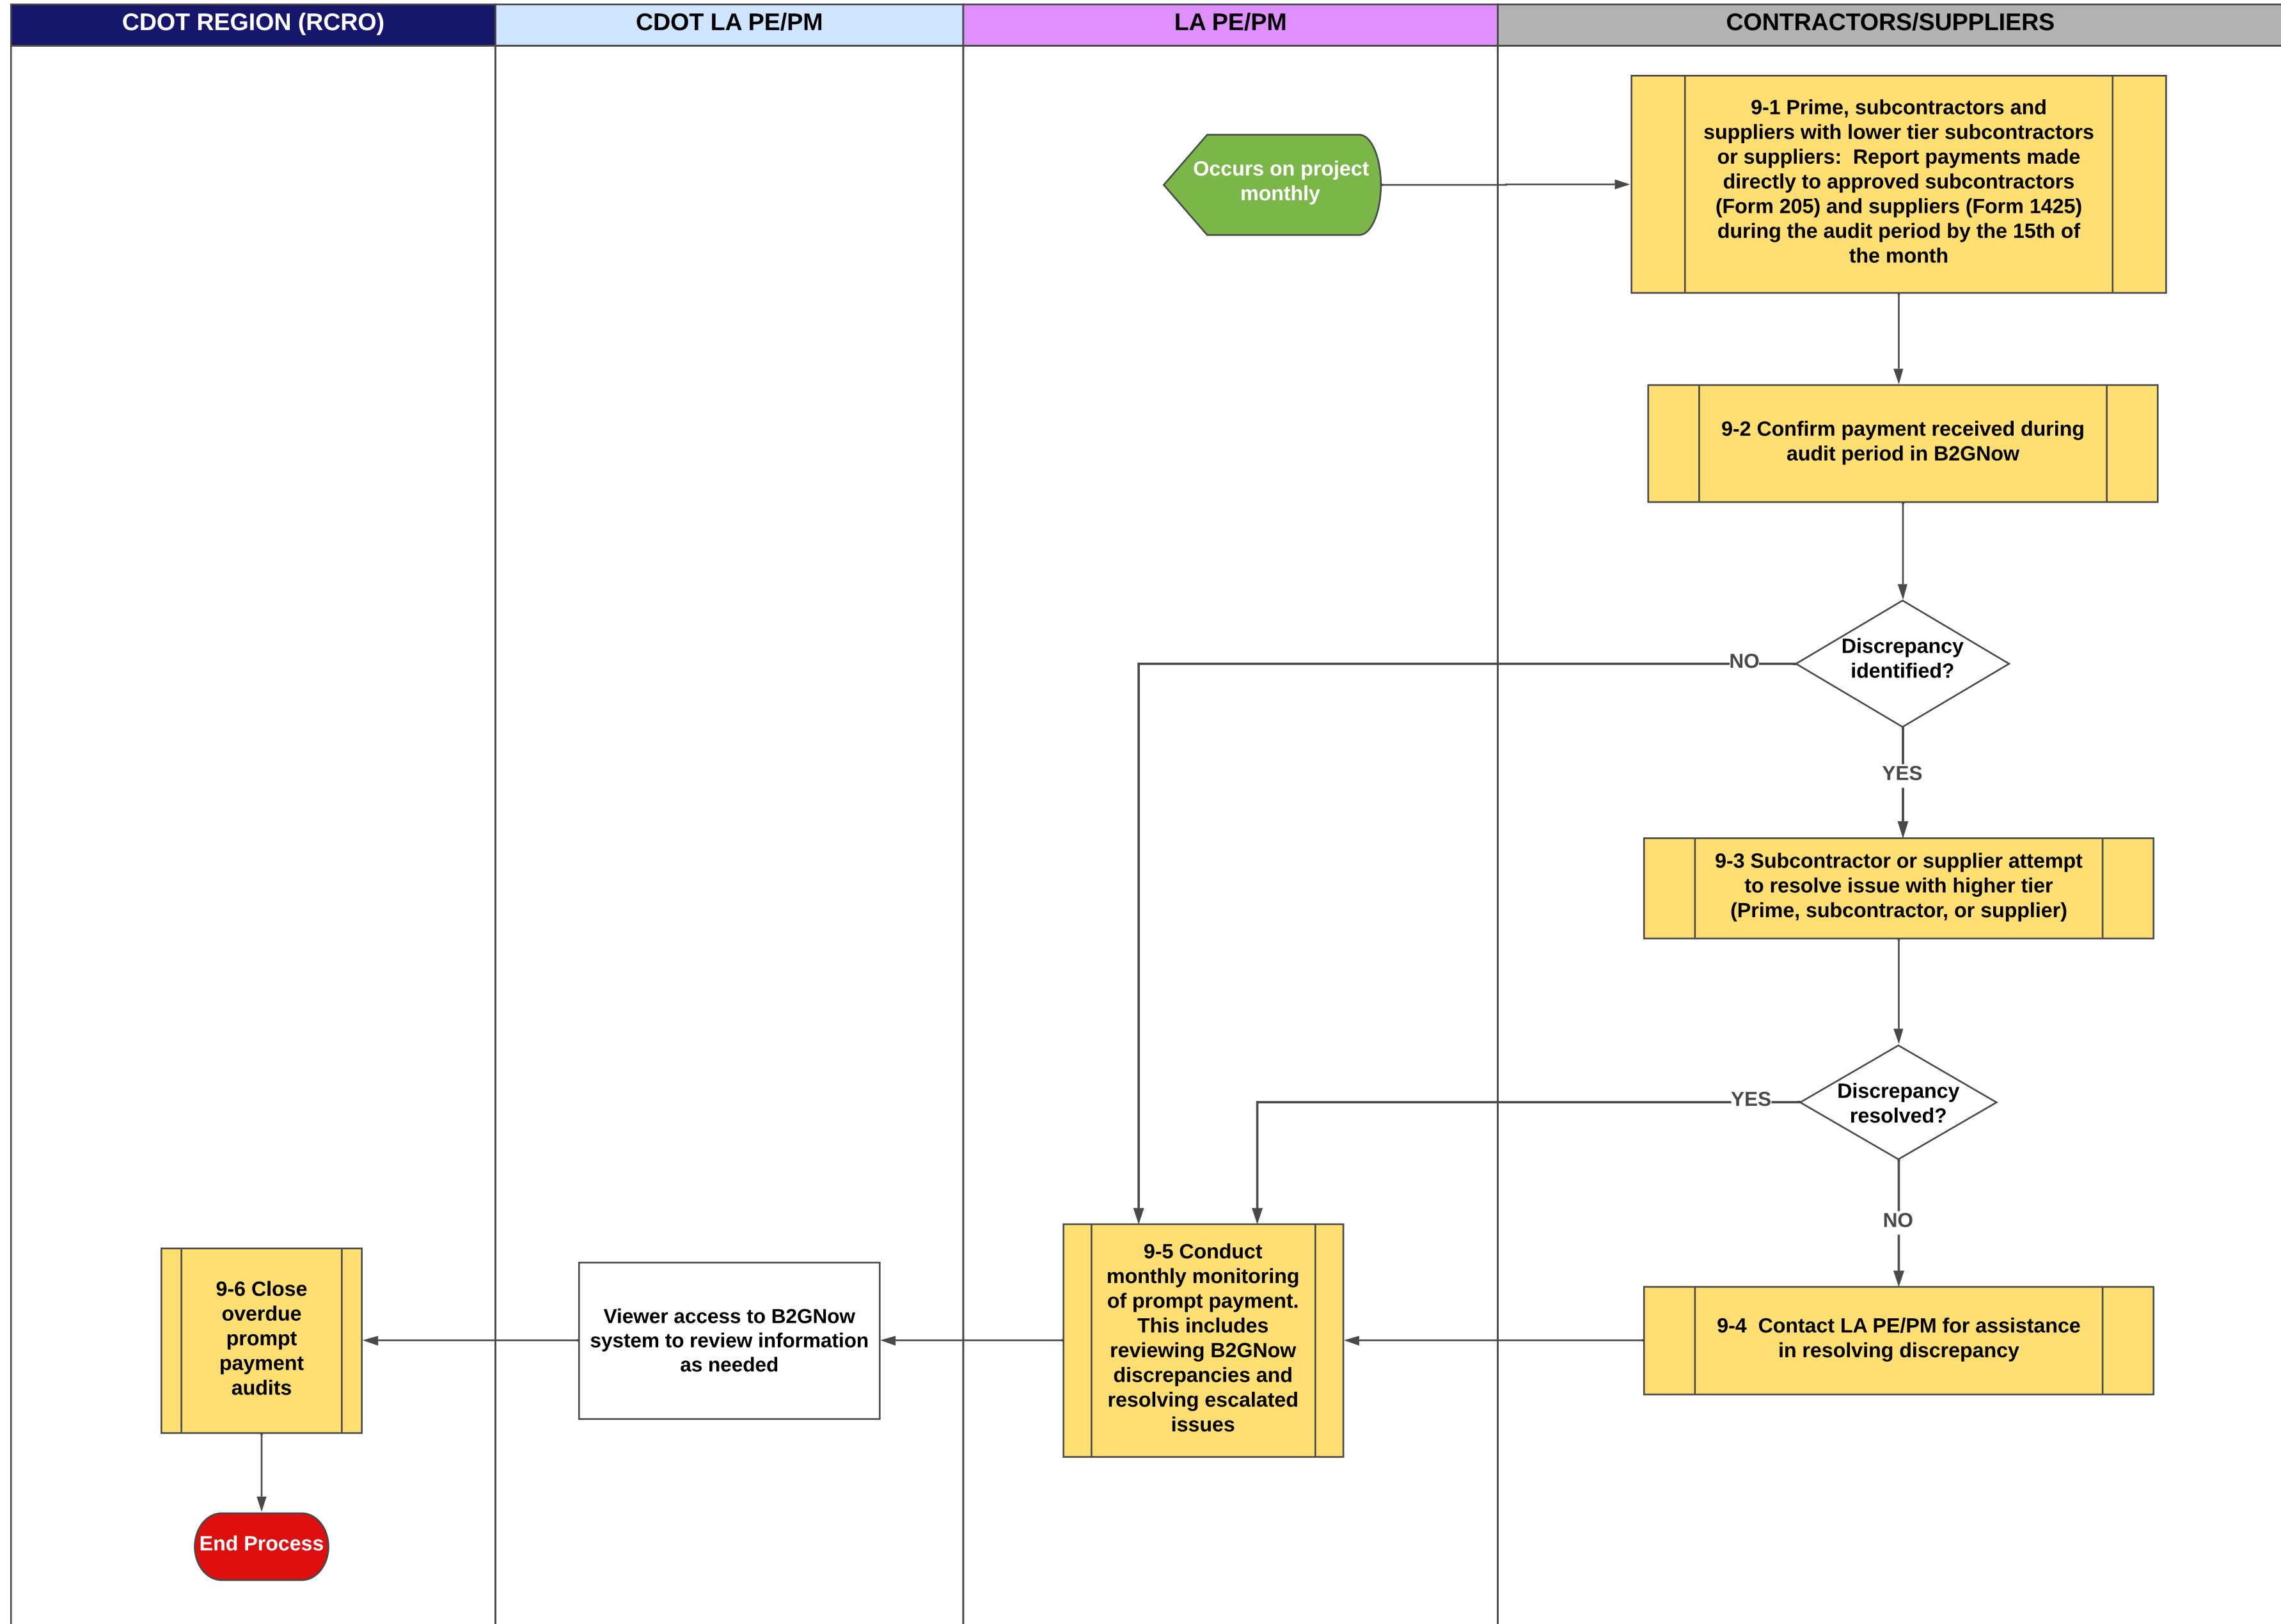 CDOT REGION (RCRO)
CDOT LA PE/PM
LA PE/PM
CONTRACTORS/SUPPLIERS
Occurs on project
monthly
9-1 Prime, subcontractors and
suppliers with lower tier subcontractors
or suppliers:  Report payments made
directly to approved subcontractors
(Form 205) and suppliers (Form 1425)
during the audit period by the 15th of
the month
9-2 Confirm payment received during
audit period in B2GNow
Discrepancy
identified?
NO
YES
9-3 Subcontractor or supplier attempt
to resolve issue with higher tier
(Prime, subcontractor, or supplier)
Discrepancy
resolved?
YES
NO
9-4  Contact LA PE/PM for assistance
in resolving discrepancy
9-5 Conduct
monthly monitoring
of prompt payment.
This includes
reviewing B2GNow
discrepancies and
resolving escalated
issues
Viewer access to B2GNow
system to review information
as needed
9-6 Close
overdue
prompt
payment
audits
End Process